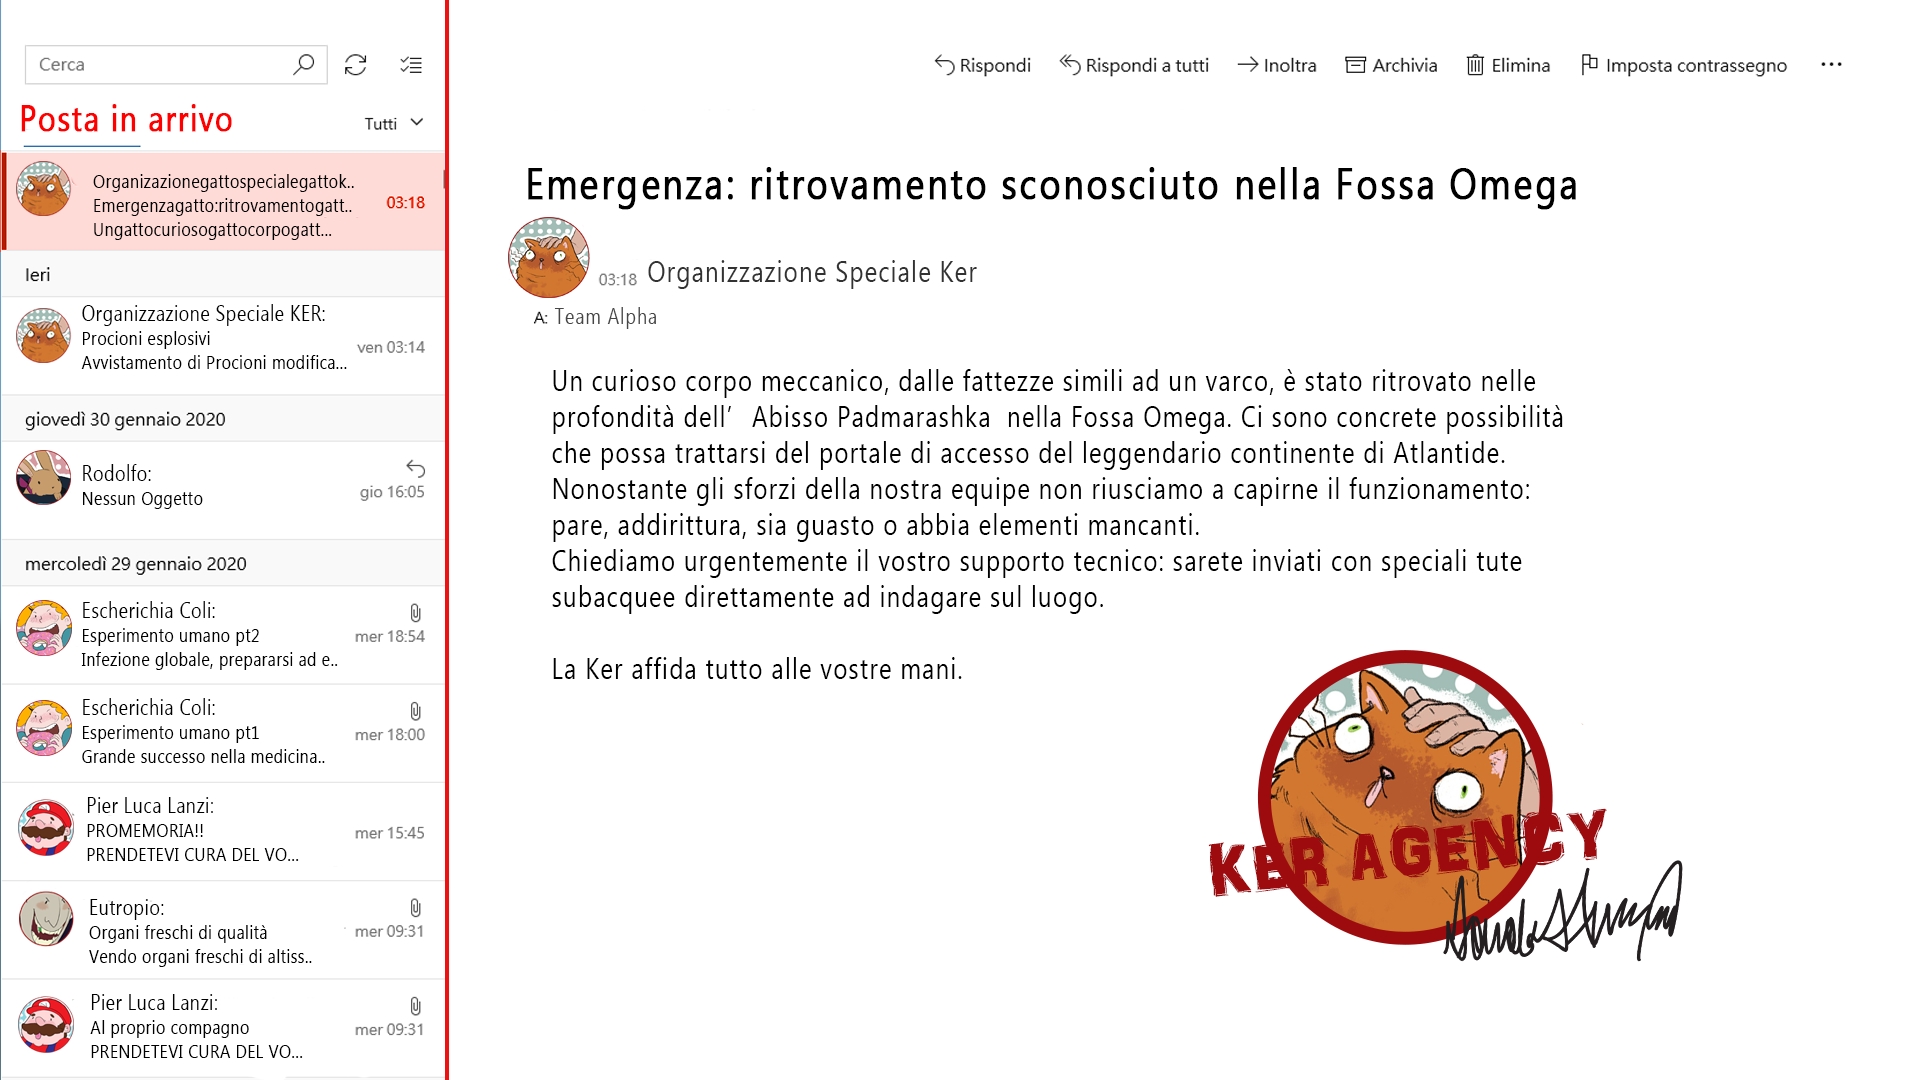 Cerca
Posta in arrivo
Tutti
Organizazionegattospecialegattok..
Emergenzagatto:ritrovamentogatt..
03:18
Ungattocuriosogattocorpogatt...
Ieri
Organizzazione Speciale KER:
Procioni esplosivi
ven 03:14
Avvistamento di Procioni modifica...
giovedì 30 gennaio 2020
Rodolfo:
gio 16:05
Nessun Oggetto
mercoledì 29 gennaio 2020
Escherichia Coli:
Esperimento umano pt2
mer 18:54
Infezione globale, prepararsi ad e..
Escherichia Coli:
Esperimento umano pt1
mer 18:00
Grande successo nella medicina..
Pier Luca Lanzi:
PROMEMORIA!!
mer 15:45
PRENDETEVI CURA DEL VO...
Eutropio:
Organi freschi di qualità
mer 09:31
Vendo organi freschi di altiss..
Pier Luca Lanzi:
Al proprio compagno
mer 09:31
PRENDETEVI CURA DEL VO...
Rispondi Rispondi a tutti Inoltra Archivia Elimina Imposta contrassegno ...
Emergenza: ritrovamento sconosciuto nella Fossa Omega
03:18 Organizzazione Speciale Ker
A: Team Alpha
Un curioso corpo meccanico, dalle fattezze simili ad un varco, è stato ritrovato nelle
profondità dell’ Abisso Padmarashka nella Fossa Omega. Ci sono concrete possibilità
che possa trattarsi del portale di accesso del leggendario continente di Atlantide.
Nonostante gli sforzi della nostra equipe non riusciamo a capirne il funzionamento:
pare, addirittura, sia guasto o abbia elementi mancanti.
Chiediamo urgentemente il vostro supporto tecnico: sarete inviati con speciali tute
subacquee direttamente ad indagare sul luogo.
La Ker affida tutto alle vostre mani.
KER AGENCY